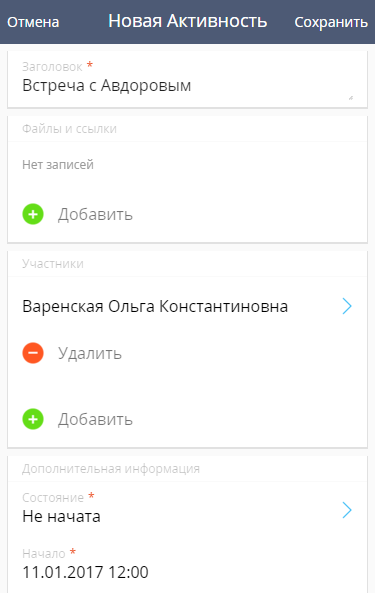 Отмена Новая Активность Сохранить
Заголовок *
Встреча с Авдоровым
Файлы и ссылки
Нет записей
Добавить
Участники
Варенская Ольга Константиновна
Удалить
Добавить
Дополнительная информация
Состояние *
Не начата
Начало *
11.01.2017 12:00